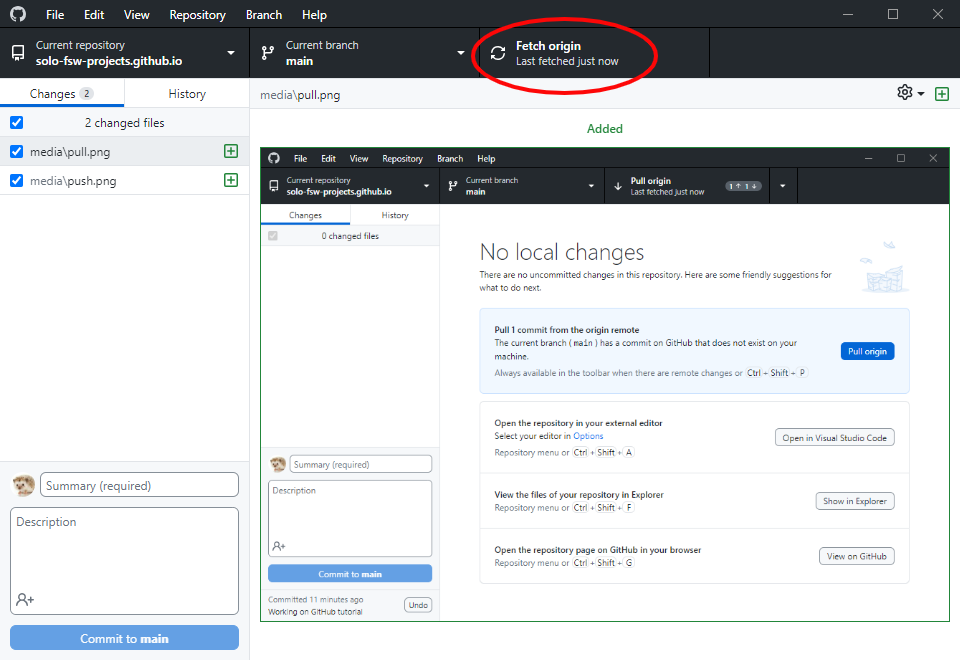 File Edit View Repository Branch Help
Current repository
solo-fsw-projects.github.io
Current branch
main
Fetch origin
Last fetched just now
Changes 2 History
2 changed files
media\pull.png
media\push.png
Summary (required)
Description
Commit to main
media\pull.png
Added
File Edit View Repository Branch Help
Current repository
solo-fsw-projects.github.io
Current branch
main
Pull origin
Last fetched just now
1 ↑ 1 ↓
Changes History
0 changed files
No local changes
There are no uncommitted changes in this repository. Here are some friendly suggestions for
what to do next.
Pull 1 commit from the origin remote
The current branch ( main ) has a commit on GitHub that does not exist on your
machine.
Always available in the toolbar when there are remote changes or Ctrl + Shift + P
Pull origin
Open the repository in your external editor
Select your editor in Options
Repository menu or Ctrl + Shift + A
Open in Visual Studio Code
View the files of your repository in Explorer
Repository menu or Ctrl + Shift + F
Show in Explorer
Open the repository page on GitHub in your browser
Repository menu or Ctrl + Shift + G
View on GitHub
Summary (required)
Description
Commit to main
Committed 11 minutes ago
Working on GitHub tutorial
Undo